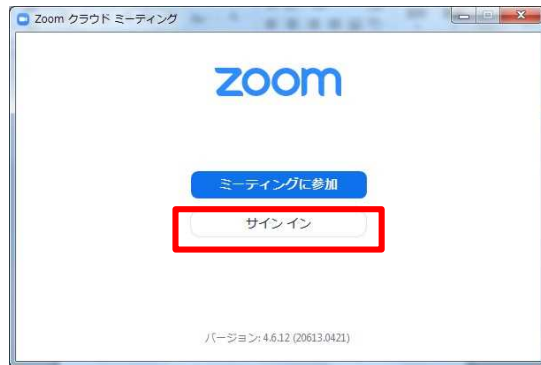 Zoom クラウド ミーティング
zoom
ミーティングに参加
サイン イン
バージョン: 4.6.12 (20613.0421)